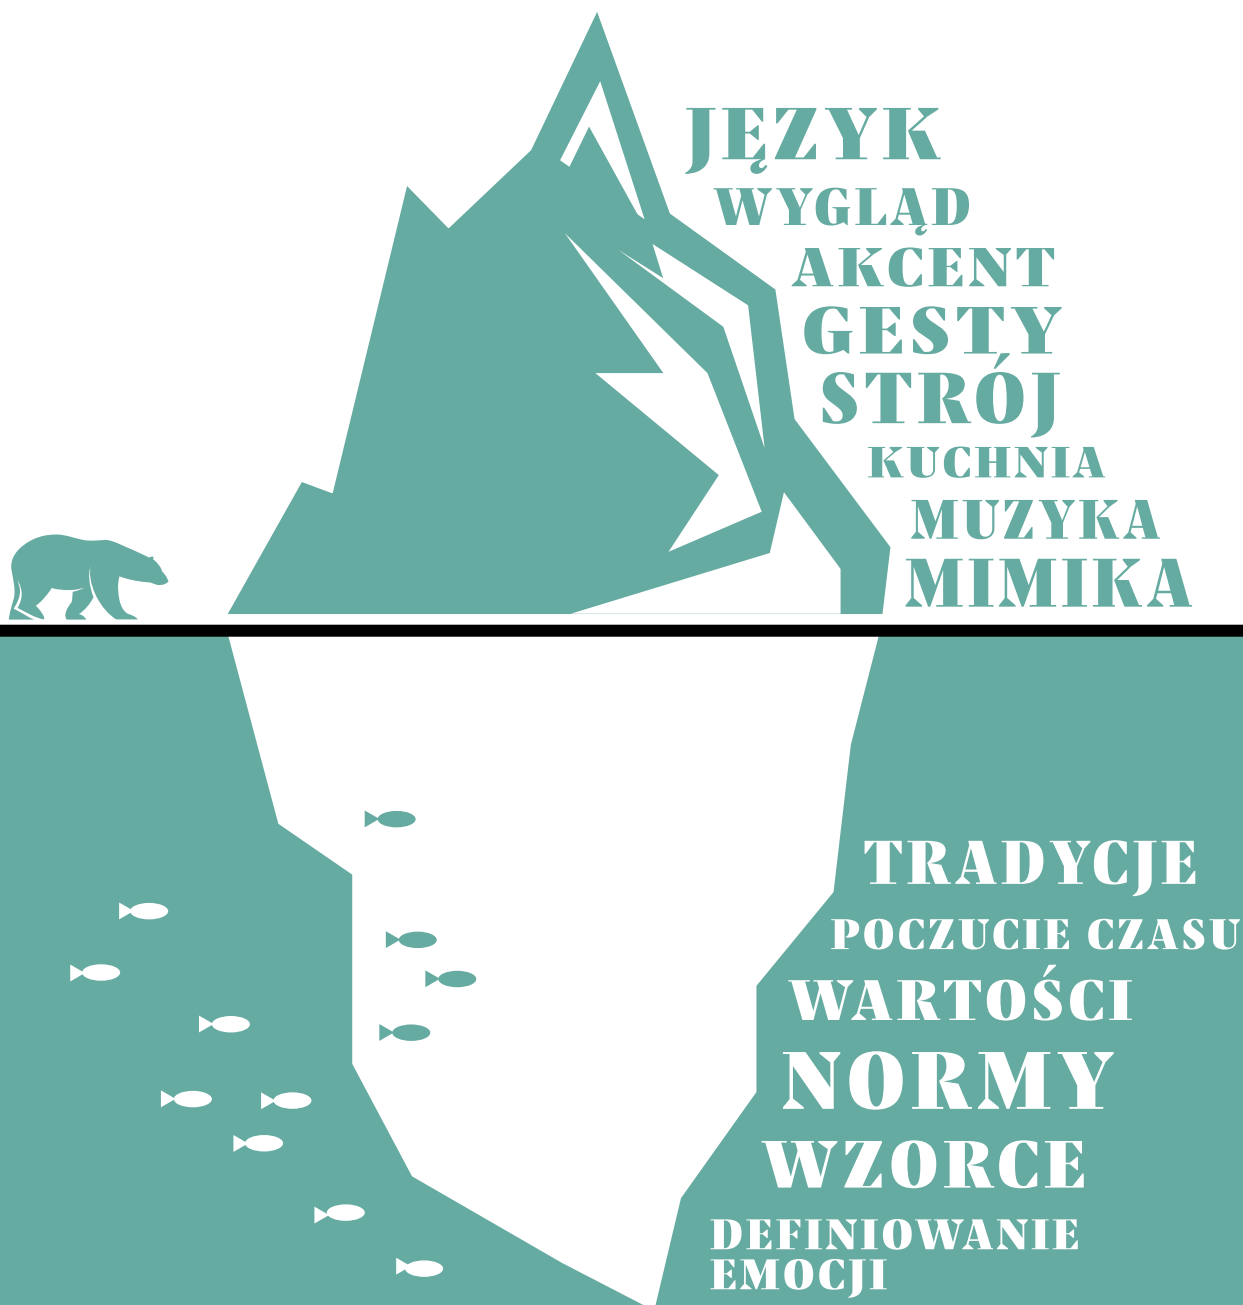 JĘZYK
WYGLĄD
AKCENT
GESTY
STRÓJ
KUCHNIA
MUZYKA
MIMIKA
TRADYCJE
POCZUCIE CZASU
WARTOŚCI
NORMY
WZORCE
DEFINIOWANIE
EMOCJI